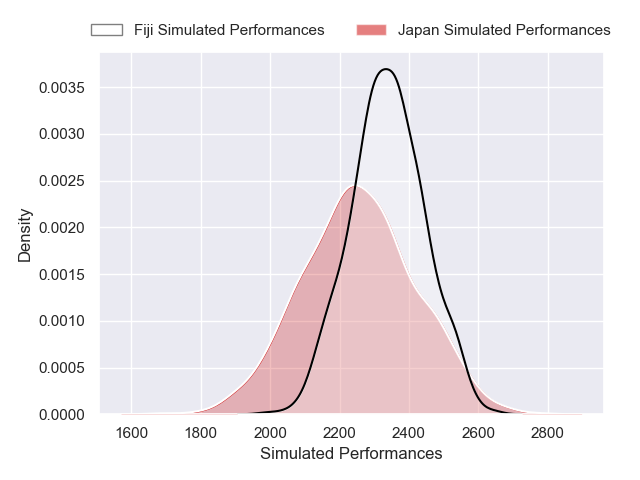 Fiji Simulated Performances
Japan Simulated Performances
0.0035
0.0030
0.0025
0.0020
0.0015
0.0010
0.0005
0.0000
Density
1600 1800 2000 2200 2400 2600 2800
Simulated Performances